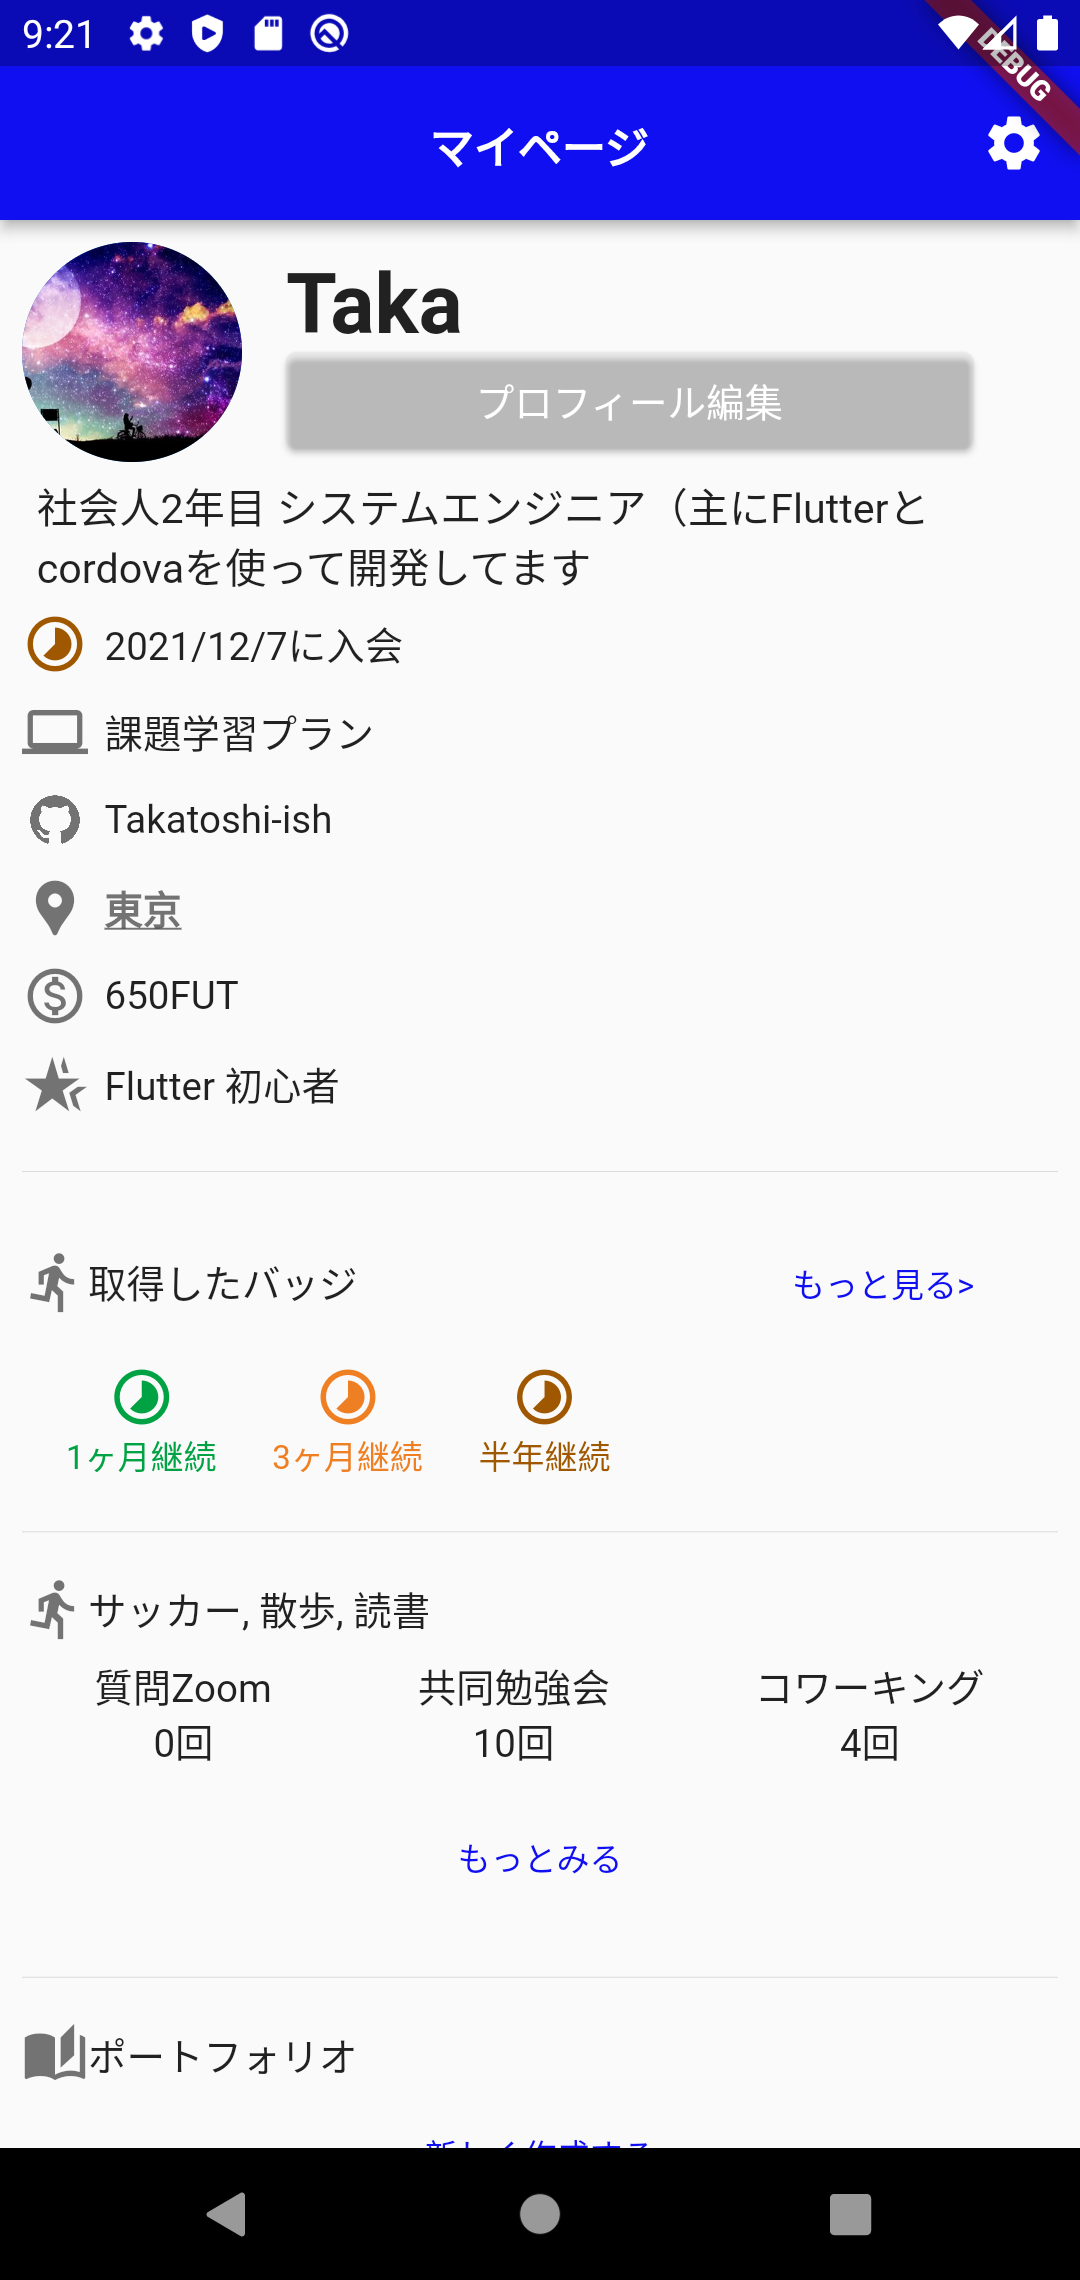 9:21
DEBUG
マイページ
Taka
プロフィール編集
社会人2年目 システムエンジニア（主にFlutterと
cordovaを使って開発してます
2021/12/7に入会
課題学習プラン
Takatoshi-ish
東京
650FUT
Flutter 初心者
取得したバッジ
もっと見る>
1ヶ月継続
3ヶ月継続
半年継続
サッカー, 散歩, 読書
質問Zoom
共同勉強会
コワーキング
0回
10回
4回
もっとみる
ポートフォリオ
新しく作成する